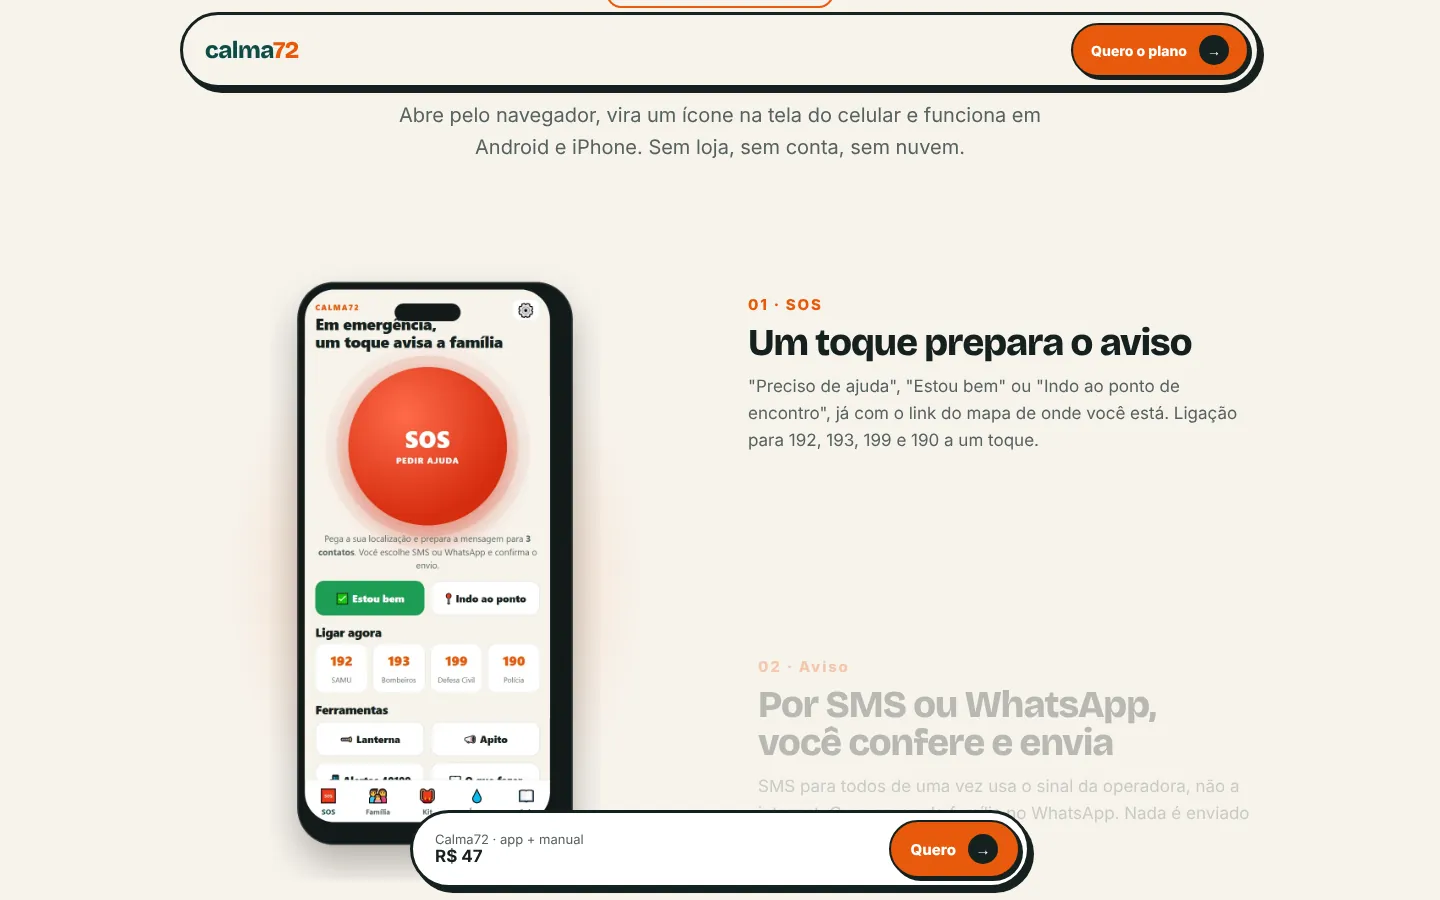 calma72
Quero o plano →
Abre pelo navegador, vira um ícone na tela do celular e funciona em
Android e iPhone. Sem loja, sem conta, sem nuvem.
CALMA72
Em emergência,
um toque avisa a família
SOS
PEDIR AJUDA
Pega a sua localização e prepara a mensagem para 3
contatos. Você escolhe SMS ou WhatsApp e confirma o
envio.
Estou bem
Indo ao ponto
Ligar agora
192
193
199
190
SAMU
Bombeiros
Defesa Civil
Polícia
Ferramentas
Lanterna
Apito
SOS
Família
01 · SOS
Um toque prepara o aviso
"Preciso de ajuda", "Estou bem" ou "Indo ao ponto de
encontro", já com o link do mapa de onde você está. Ligação
para 192, 193, 199 e 190 a um toque.
02 · Aviso
Por SMS ou WhatsApp,
você confere e envia
SMS para todos de uma vez usa o sinal da operadora, não a
no WhatsApp. Nada é enviado
Calma72 · app + manual
R$ 47
Quero →